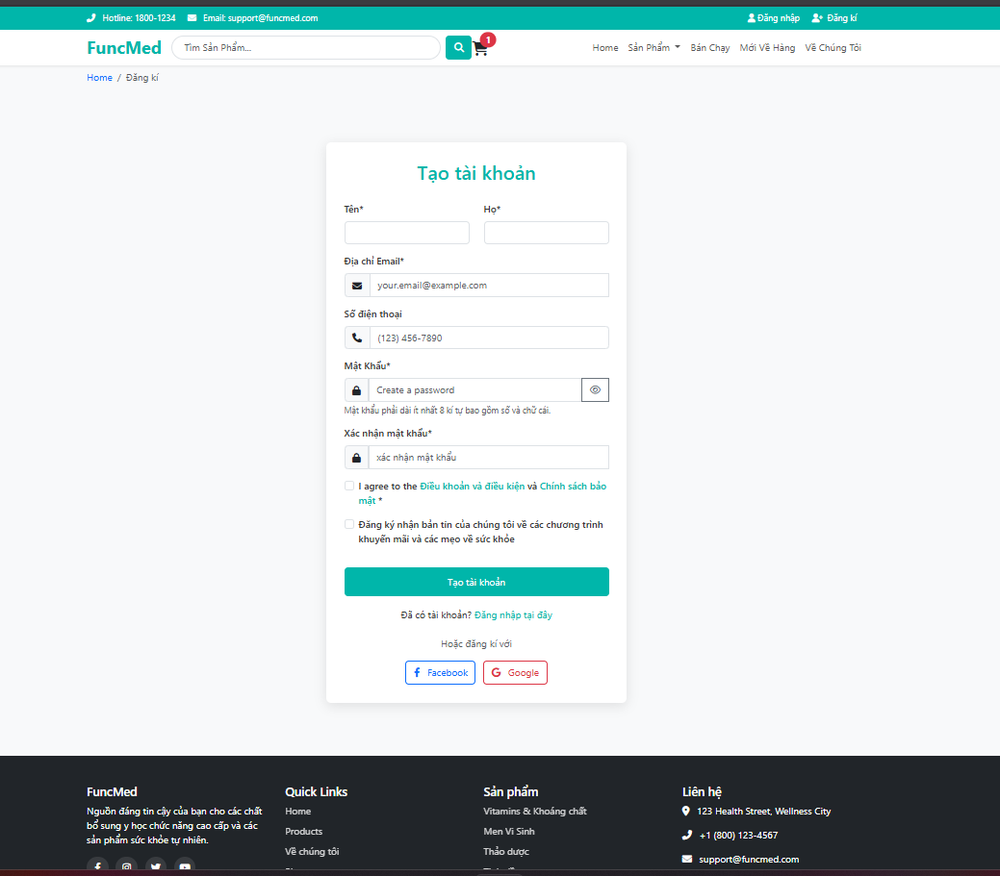 Hotline: 1800-1234 Email: support@funcmed.com Đăng nhập Đăng kí
FuncMed Tìm Sản Phẩm... 1 Home Sản Phẩm Bán Chạy Mới Về Hàng Về Chúng Tôi
Home / Đăng kí
Tạo tài khoản
Tên* Họ*
Địa chỉ Email*
your.email@example.com
Số điện thoại
(123) 456-7890
Mật Khẩu*
Create a password
Mật khẩu phải dài ít nhất 8 kí tự bao gồm số và chữ cái.
Xác nhận mật khẩu*
xác nhận mật khẩu
I agree to the Điều khoản và điều kiện và Chính sách bảo
mật *
Đăng ký nhận bản tin của chúng tôi về các chương trình
khuyến mãi và các mẹo về sức khỏe
Tạo tài khoản
Đã có tài khoản? Đăng nhập tại đây
Hoặc đăng kí với
Facebook Google
FuncMed
Nguồn đáng tin cậy của bạn cho các chất
bổ sung y học chức năng cao cấp và các
sản phẩm sức khỏe tự nhiên.
Quick Links
Home
Products
Về chúng tôi
Sản phẩm
Vitamins & Khoáng chất
Men Vi Sinh
Thảo dược
Liên hệ
123 Health Street, Wellness City
+1 (800) 123-4567
support@funcmed.com